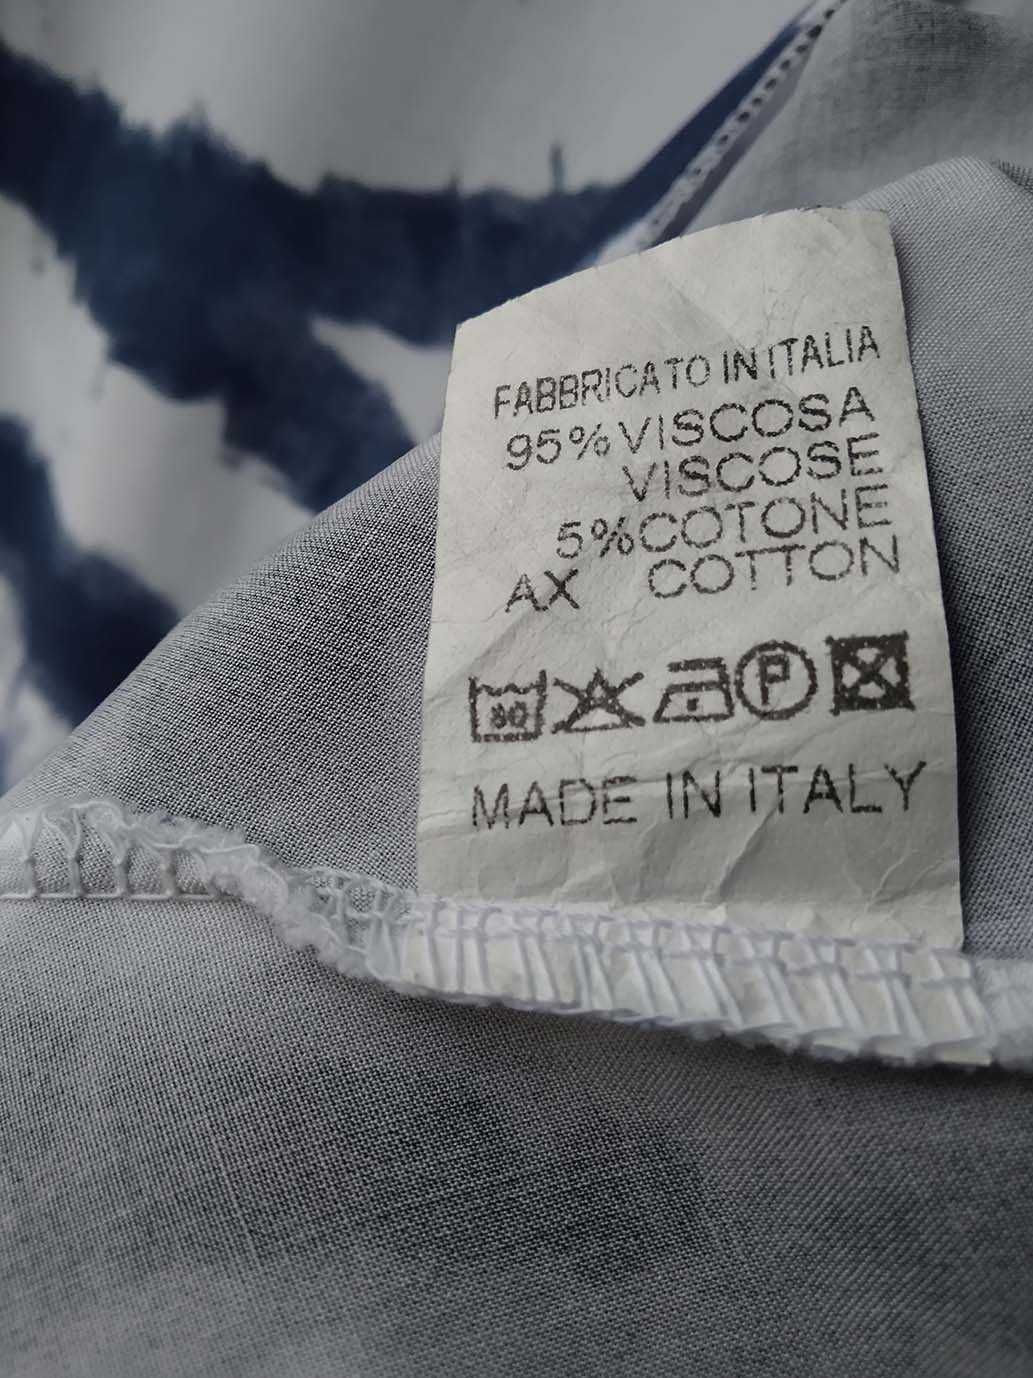 FABBRICATO IN ITALIA
95% VISCOSA
VISCOSE
5% COTONE
AX COTTON
P
MADE IN ITALY